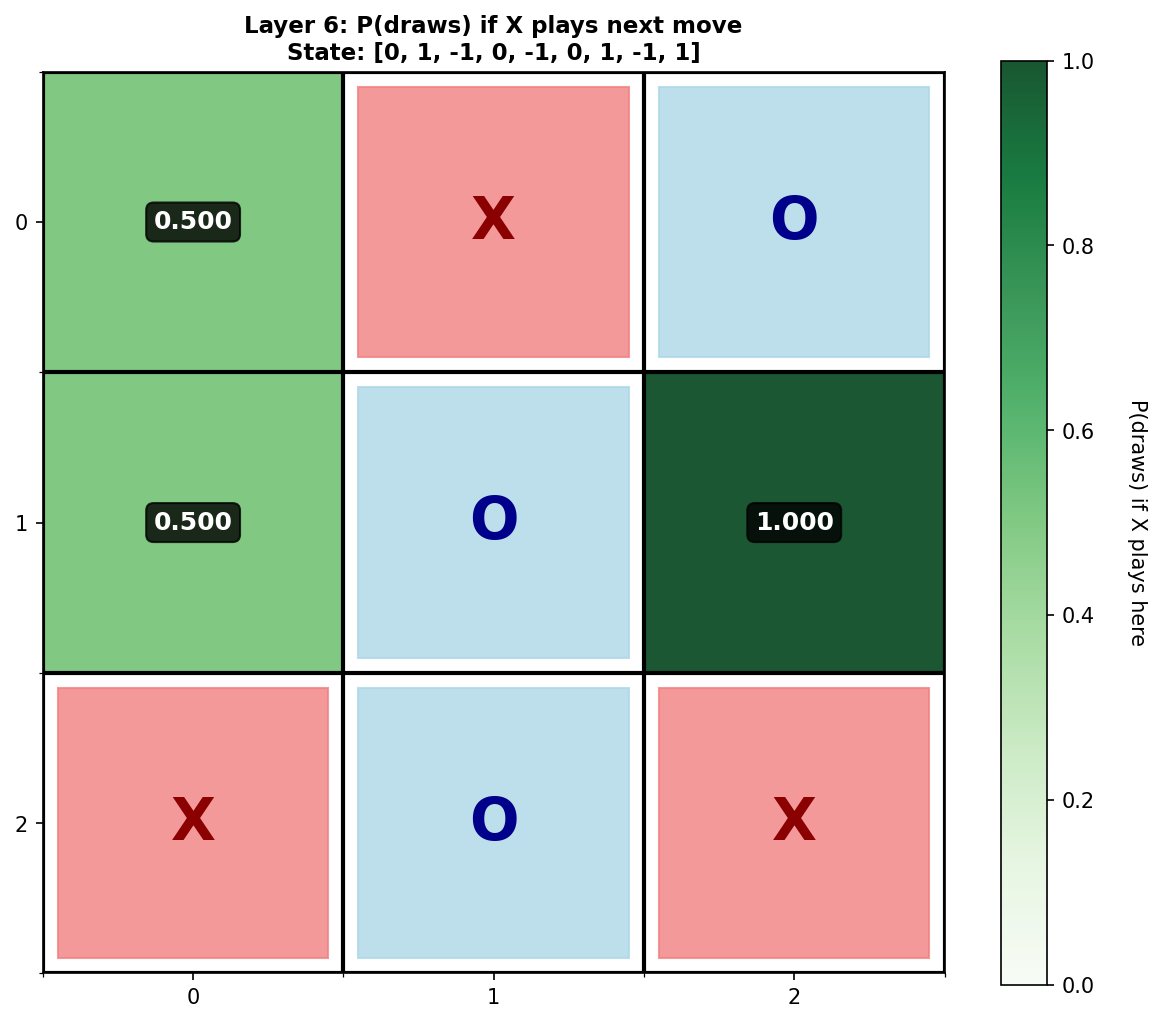 Layer 6: P(draws) if X plays next move
State: [0, 1, -1, 0, -1, 0, 1, -1, 1]
0.500 X O
0.500 O 1.000
X O X
0
1
2
0 1 2
1.0
0.8
0.6
0.4
0.2
0.0
P(draws) if X plays here